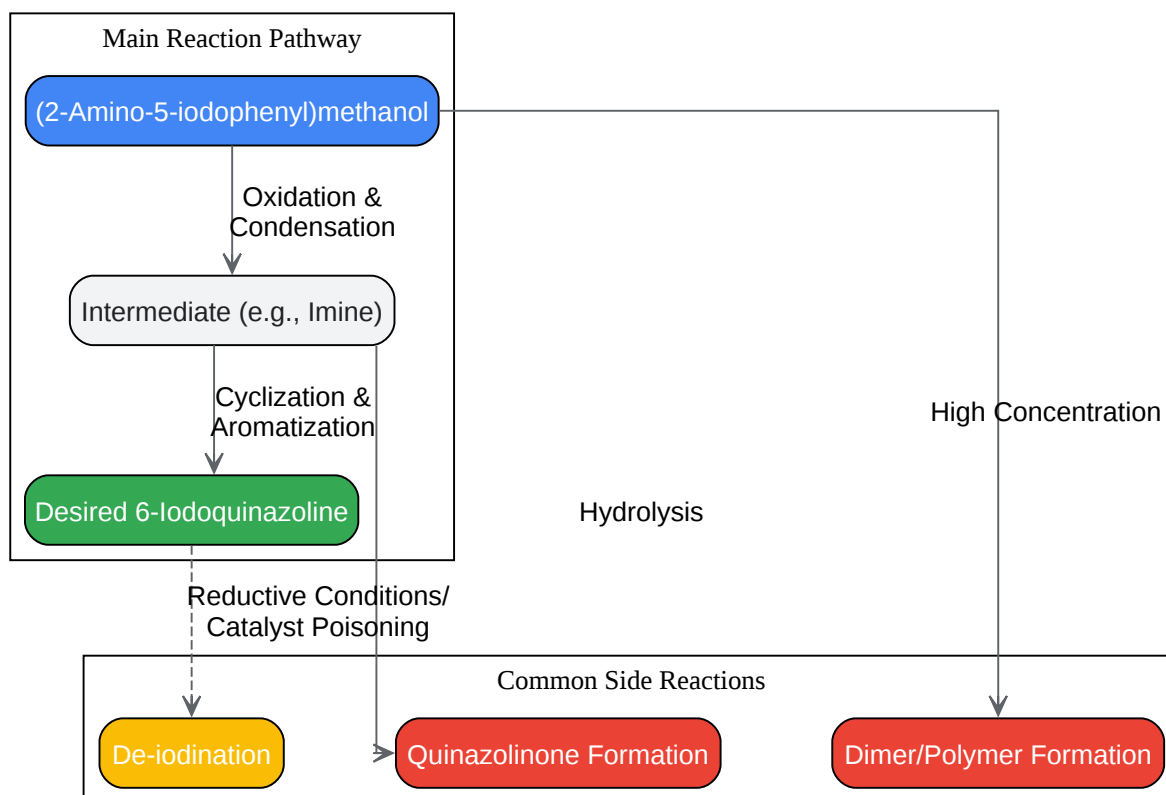 Main Reaction Pathway
(2-Amino-5-iodophenyl)methanol
Oxidation &
Condensation
Intermediate (e.g., Imine)
Cyclization &
Aromatization
High Concentration
Desired 6-Iodoquinazoline
Hydrolysis
Reductive Conditions/
Catalyst Poisoning
Common Side Reactions
De-iodination
Quinazolinone Formation
Dimer/Polymer Formation